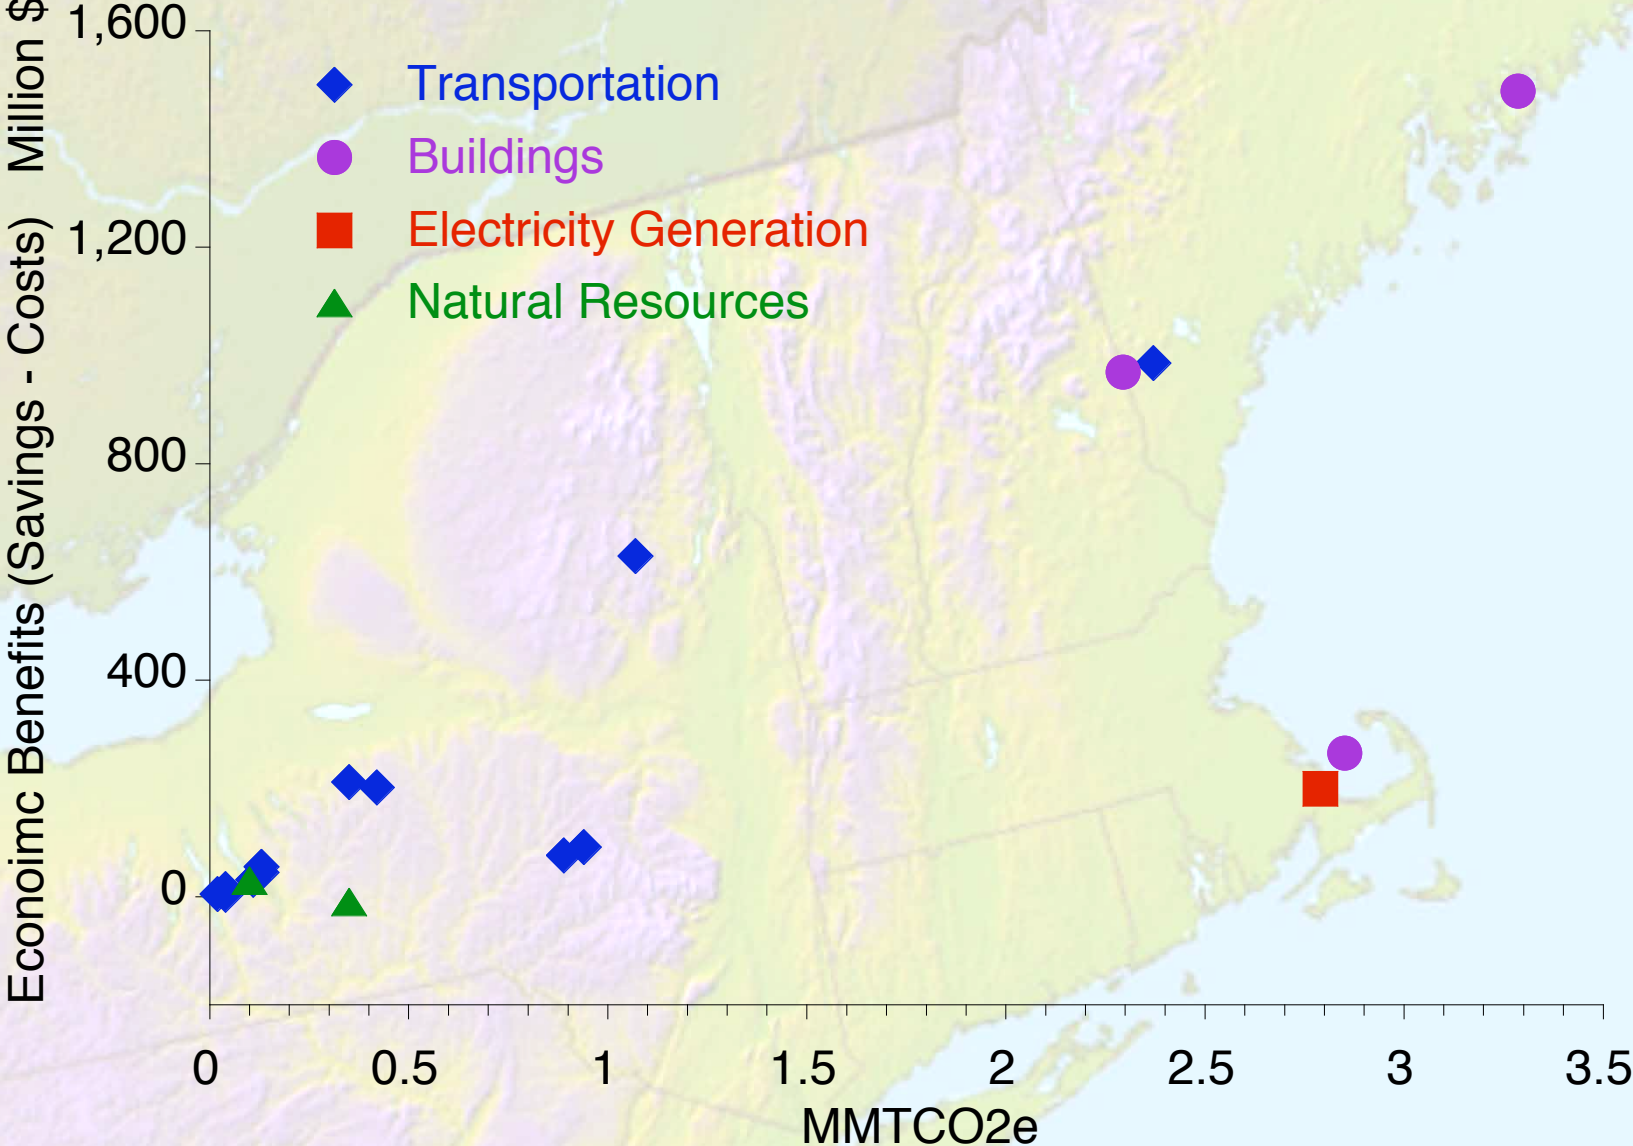 Econoimc Benefits (Savings - Costs) Million $
1,600
1,200
800
400
0
Transportation
Buildings
Electricity Generation
Natural Resources
0 0.5 1 1.5 2 2.5 3 3.5
MMTCO2e